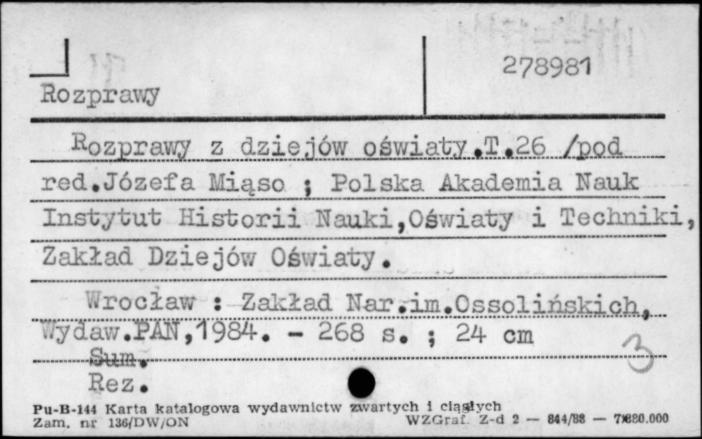 278981
Rozprawy
Rozprawy z dziejów oświaty.T.26 /pod
red.Józefa Miąso ; Polska Akademia Nauk
Instytut Historii Nauki,Oświaty i Techniki,
Zakład Dziejów Oświaty.
Wrocław : Zakład Nar.im.Ossolińskich,
Wydaw.PAN,1984. - 268 s. ; 24 cm
3
Sum.
Rez.
Pu-B-144 Karta katalogowa wydawnictw zwartych i ciągłych
Zam. nr 136/DW/ON WZGraf. Z-d 2 — 844/88 —